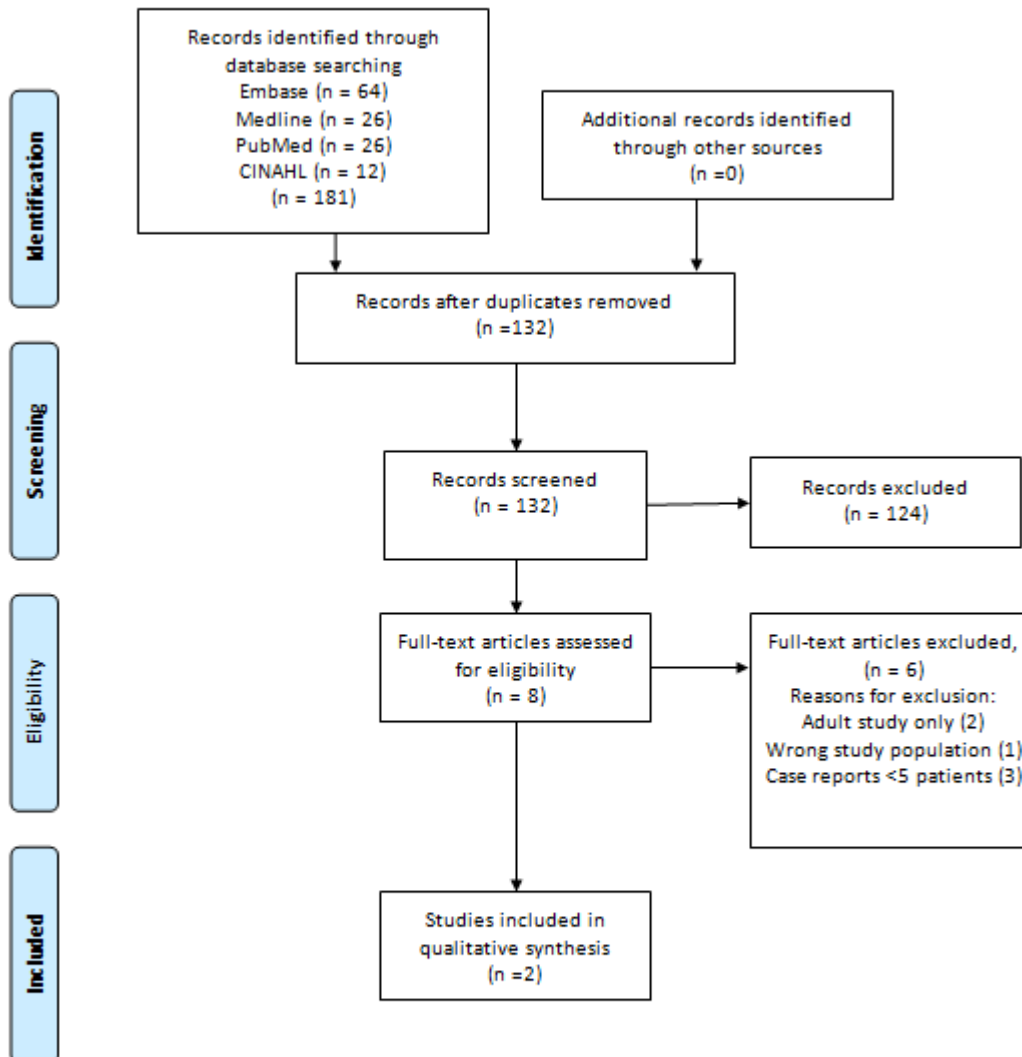 Records identified through
database searching
Embase (n = 64)
Medline (n = 26)
PubMed (n = 26)
CINAHL (n = 12)
(n = 181)
Additional records identified
through other sources
(n =0)
Identification
Records after duplicates removed
(n =132)
Screening
Records screened
(n = 132)
Records excluded
(n = 124)
Eligibility
Full-text articles assessed
for eligibility
(n = 8)
Full-text articles excluded,
(n = 6)
Reasons for exclusion:
Adult study only (2)
Wrong study population (1)
Case reports <5 patients (3)
Included
Studies included in
qualitative synthesis
(n =2)